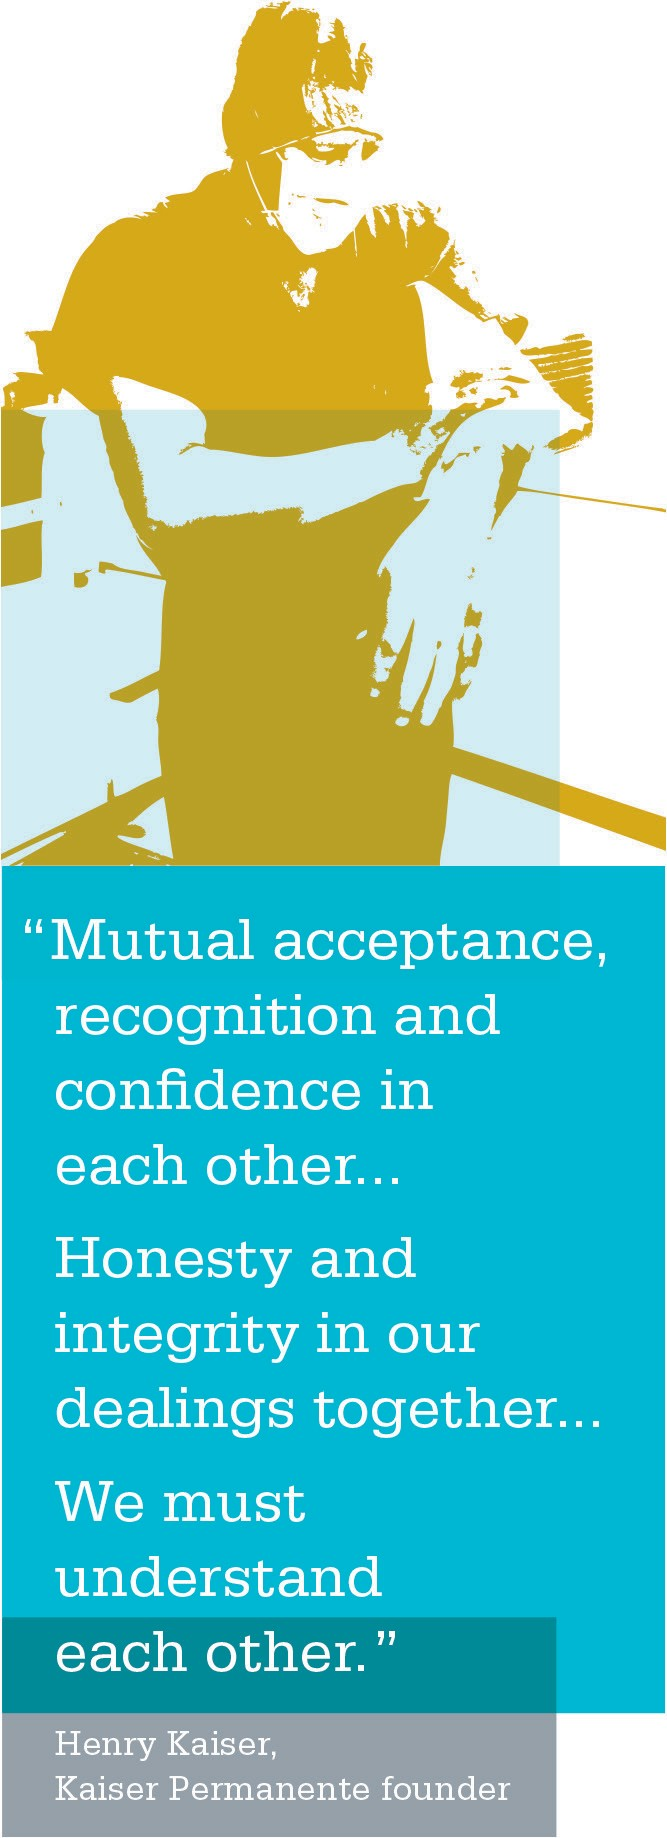 “Mutual acceptance,
recognition and
confidence in
each other...
Honesty and
integrity in our
dealings together...
We must
understand
each other.”
Henry Kaiser,
Kaiser Permanente founder